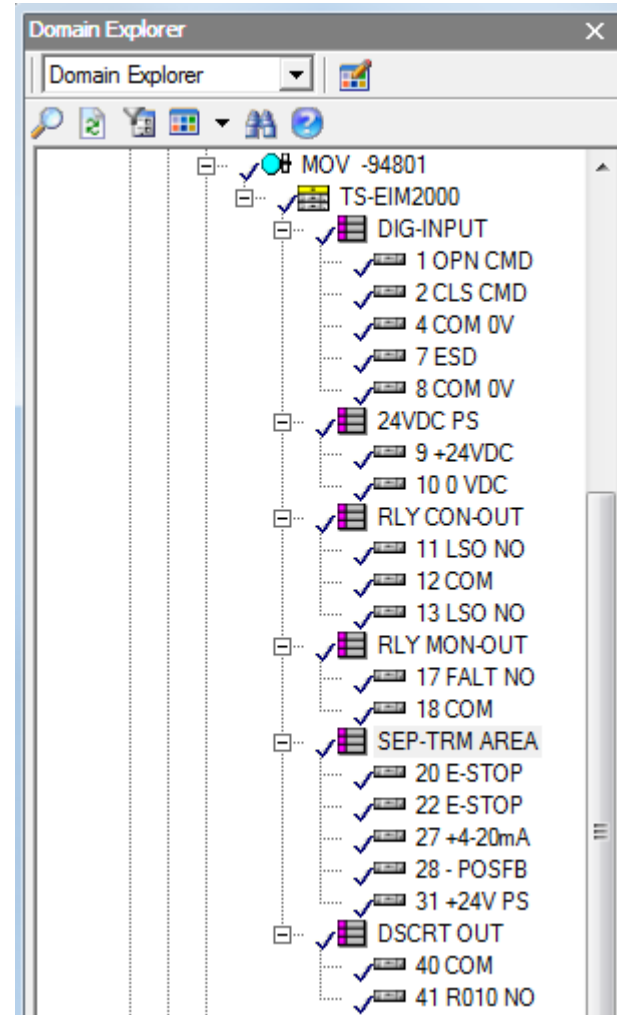 Domain Explorer
Domain Explorer
MOV -94801
TS-EIM2000
DIG-INPUT
1 OPN CMD
2 CLS CMD
4 COM 0V
7 ESD
8 COM 0V
24VDC PS
9 +24VDC
10 0 VDC
RLY CON-OUT
11 LSO NO
12 COM
13 LSO NO
RLY MON-OUT
17 FALT NO
18 COM
SEP-TRM AREA
20 E-STOP
22 E-STOP
27 +4-20mA
28 - POSFB
31 +24V PS
DSCRT OUT
40 COM
41 R010 NO